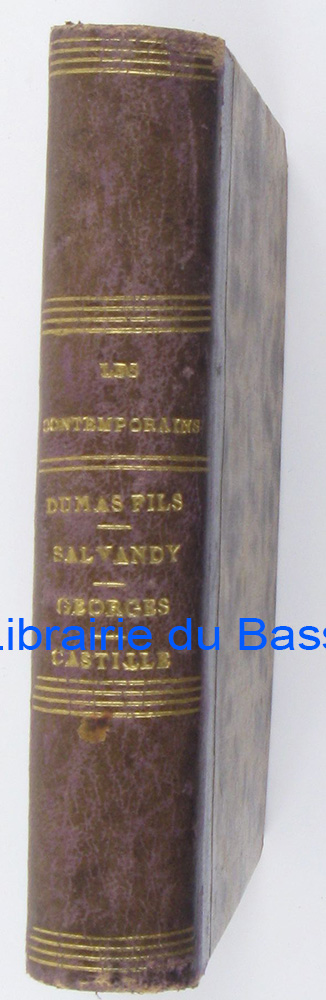 LES
CONTEMPORAINS
DUMAS FILS
SALVANDY
GEORGES
Librairie du Bass
CASTILLE